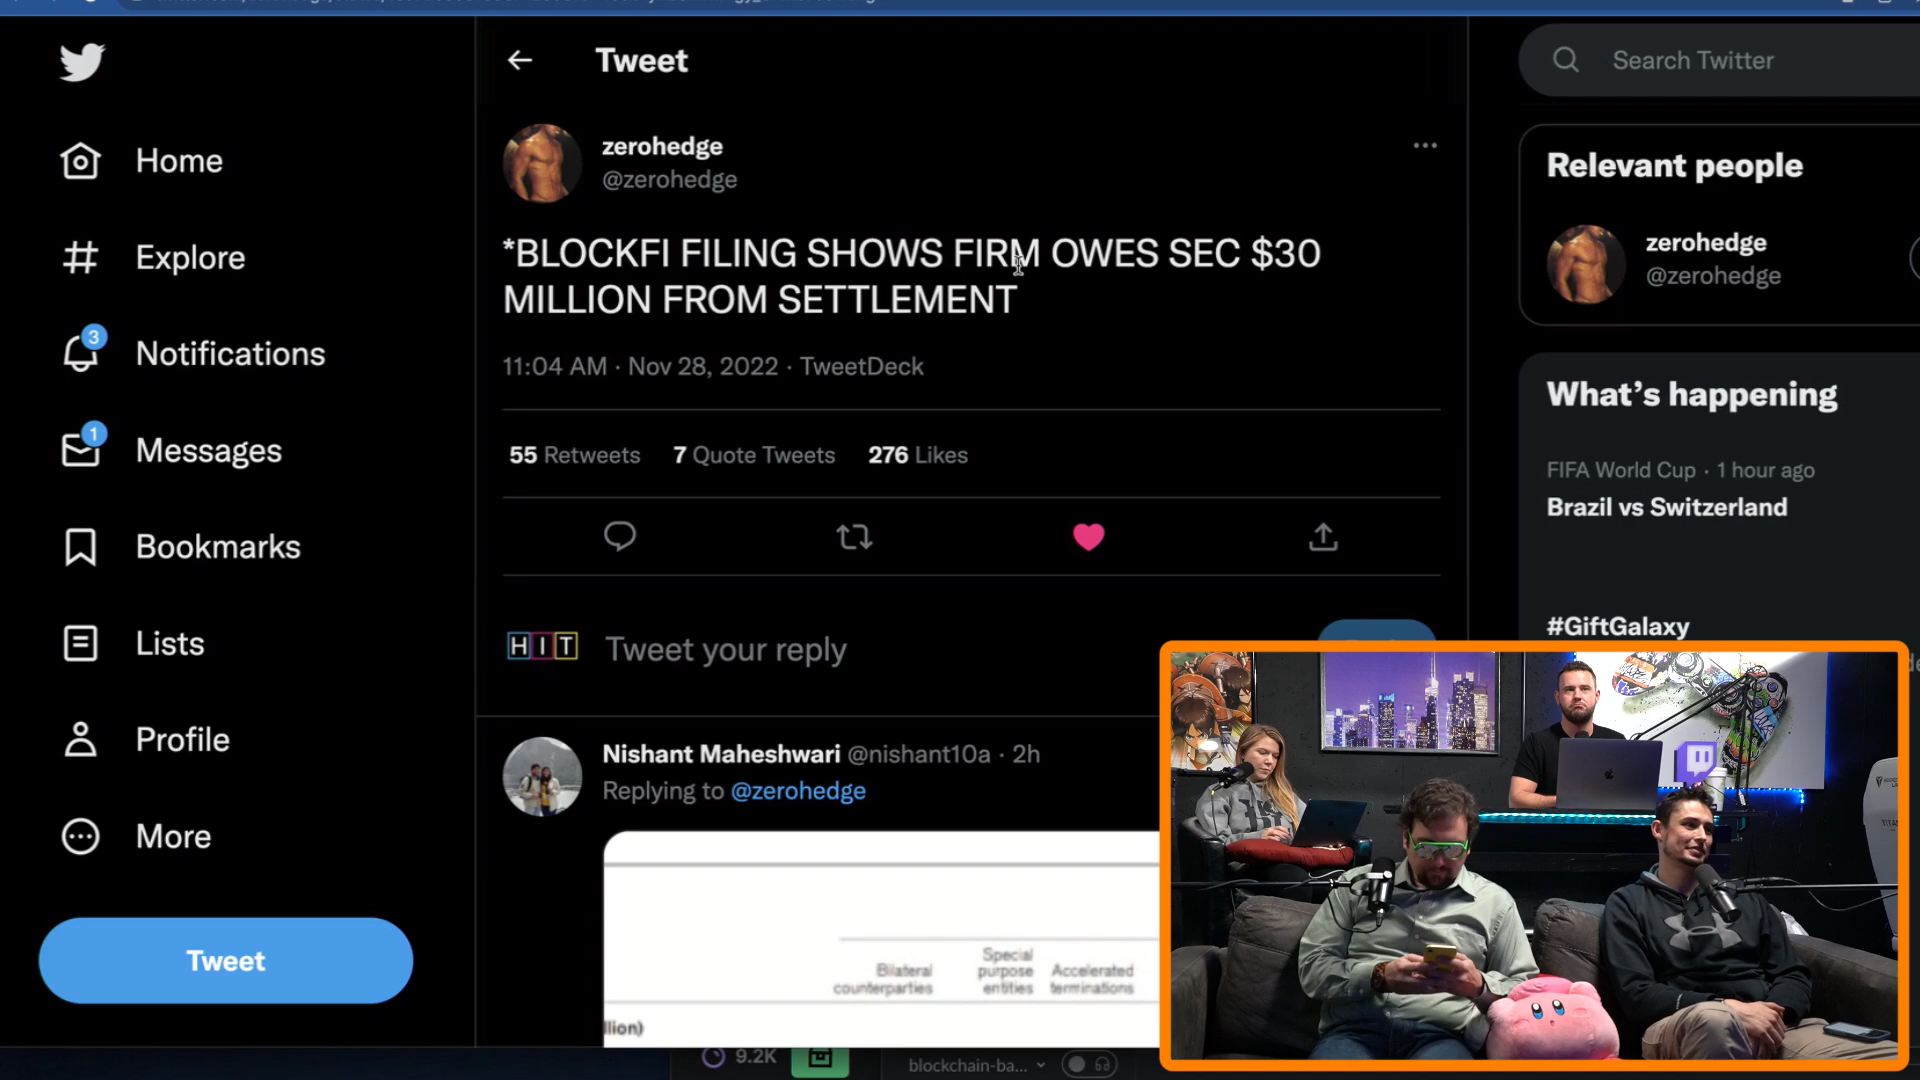 Tweet
Search Twitter
Home
Explore
3
Notifications
1
Messages
Bookmarks
Lists
Profile
More
Tweet
zerohedge
@zerohedge
*BLOCKFI FILING SHOWS FIRM OWES SEC $30
MILLION FROM SETTLEMENT
11:04 AM · Nov 28, 2022 · TweetDeck
55 Retweets 7 Quote Tweets 276 Likes
HIT
Tweet your reply
Nishant Maheshwari @nishant10a · 2h
Replying to @zerohedge
Bilateral
counterparties
Special
purpose
entities
Accelerated
terminations
llion)
Relevant people
zerohedge
@zerohedge
What's happening
FIFA World Cup · 1 hour ago
Brazil vs Switzerland
#GiftGalaxy
9.2K
blockchain-ba...